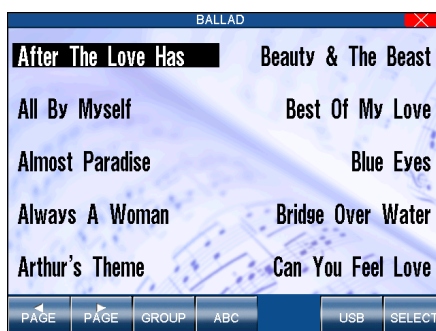 BALLAD
After The Love Has
All By Myself
Almost Paradise
Always A Woman
Arthur's Theme
Beauty & The Beast
Best Of My Love
Blue Eyes
Bridge Over Water
Can You Feel Love
PAGE PAGE GROUP ABC USB SELECT